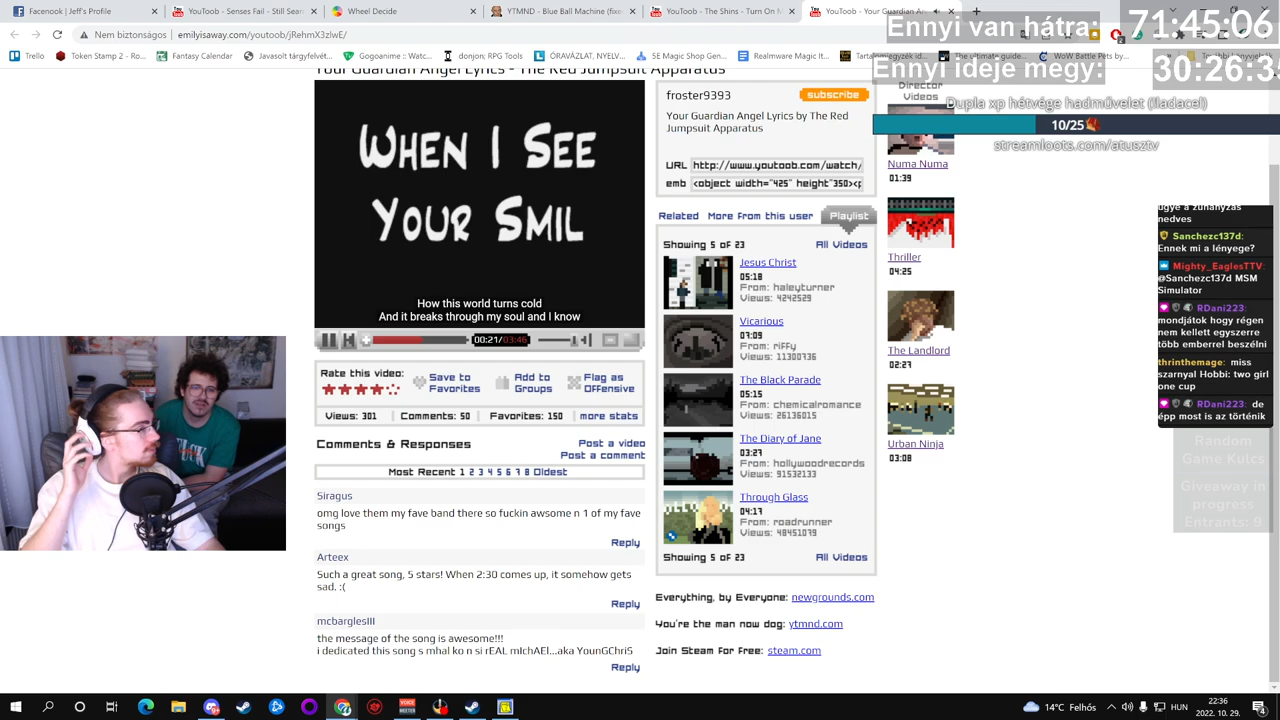 Facebook / Jeff's Profile
YouToob - Senses Fail - Still Sear
Wheel Decide
YTMND - Blue Ball Machine (fixe
YouToob - The Shins - Turn On M
YouToob - Your Guardian An
Ennyi van hátra: 71:45:06
Nem biztonságos | emilyisaway.com/youtoob/jRehmX3zlwE/
Trello
Token Stamp 2 - Ro...
Fantasy Calendar
Javasolt tárgyfelvét...
Gogoanime Watc...
donjon; RPG Tools
ÓRAVÁZLAT, NYELV...
5E Magic Shop Gen...
Realmware Magic It...
Tartalomjegyzék id...
The ultimate guide...
WoW Battle Pets by...
Ennyi ideje megy: 30:26:3
Your Guardian Angel Lyrics - The Red Jumpsuit Apparatus
Dupla xp hétvége hadművelet (Iladacel)
10/25
streamloots.com/atusztv
When I See
Your Smil
How this world turns cold
And it breaks through my soul and I know
00:21/03:46
Rate this video:
Save to Favorites
Add to Groups
Flag as Offensive
Views: 301
Comments: 50
Favorites: 150
more stats
Comments & Responses
Post a video
Post a comment
Most Recent 1 2 3 4 5 6 7 8 Oldest
Siragus
omg love them my fave band there so fuckin awsome n 1 of my fave
songs
Reply
Arteex
Such a great song, 5 stars! When 2:30 comes up, it somehow gets
sad. :(
Reply
mcbarglesIII
the message of the song is awesome!!!
i dedicated this song s mhal ko n si rEAL mIchAEl...aka YounGChriS
Reply
froster9393
subscribe
Your Guardian Angel Lyrics by The Red
Jumpsuit Apparatus
URL http://www.youtoob.com/watch/
emb <object width="425" height"350><p
Related
More from this user
Playlist
Showing 5 of 23
All Videos
Jesus Christ
05:18
From: haleyturner
Views: 4242529
Vicarious
07:09
From: riffy
Views: 11300736
The Black Parade
05:15
From: chemicalromance
Views: 26136015
The Diary of Jane
03:27
From: hollywoodrecords
Views: 91532133
Through Glass
04:17
From: roadrunner
Views: 48451079
Showing 5 of 23
All Videos
Everything, by Everyone: newgrounds.com
You're the man now dog: ytmnd.com
Join Steam for free: steam.com
Director
Videos
Numa Numa
01:39
Thriller
04:25
The Landlord
02:27
Urban Ninja
03:08
ugye a zuhanyzás
nedves
Sanchezc137d:
Ennek mi a lényege?
Mighty_EaglesTTV:
@Sanchezc137d MSM
Simulator
RDani223:
mondjátok hogy régen
nem kellett egyszerre
több emberrel beszélni
thrinthemage: miss
szarnyal Hobbi: two girl
one cup
RDani223: de
épp most is az történik
Random
Game Kulcs
Giveaway in
progress
Entrants: 9
14°C Felhős
HUN
22:36
2022. 10. 29.